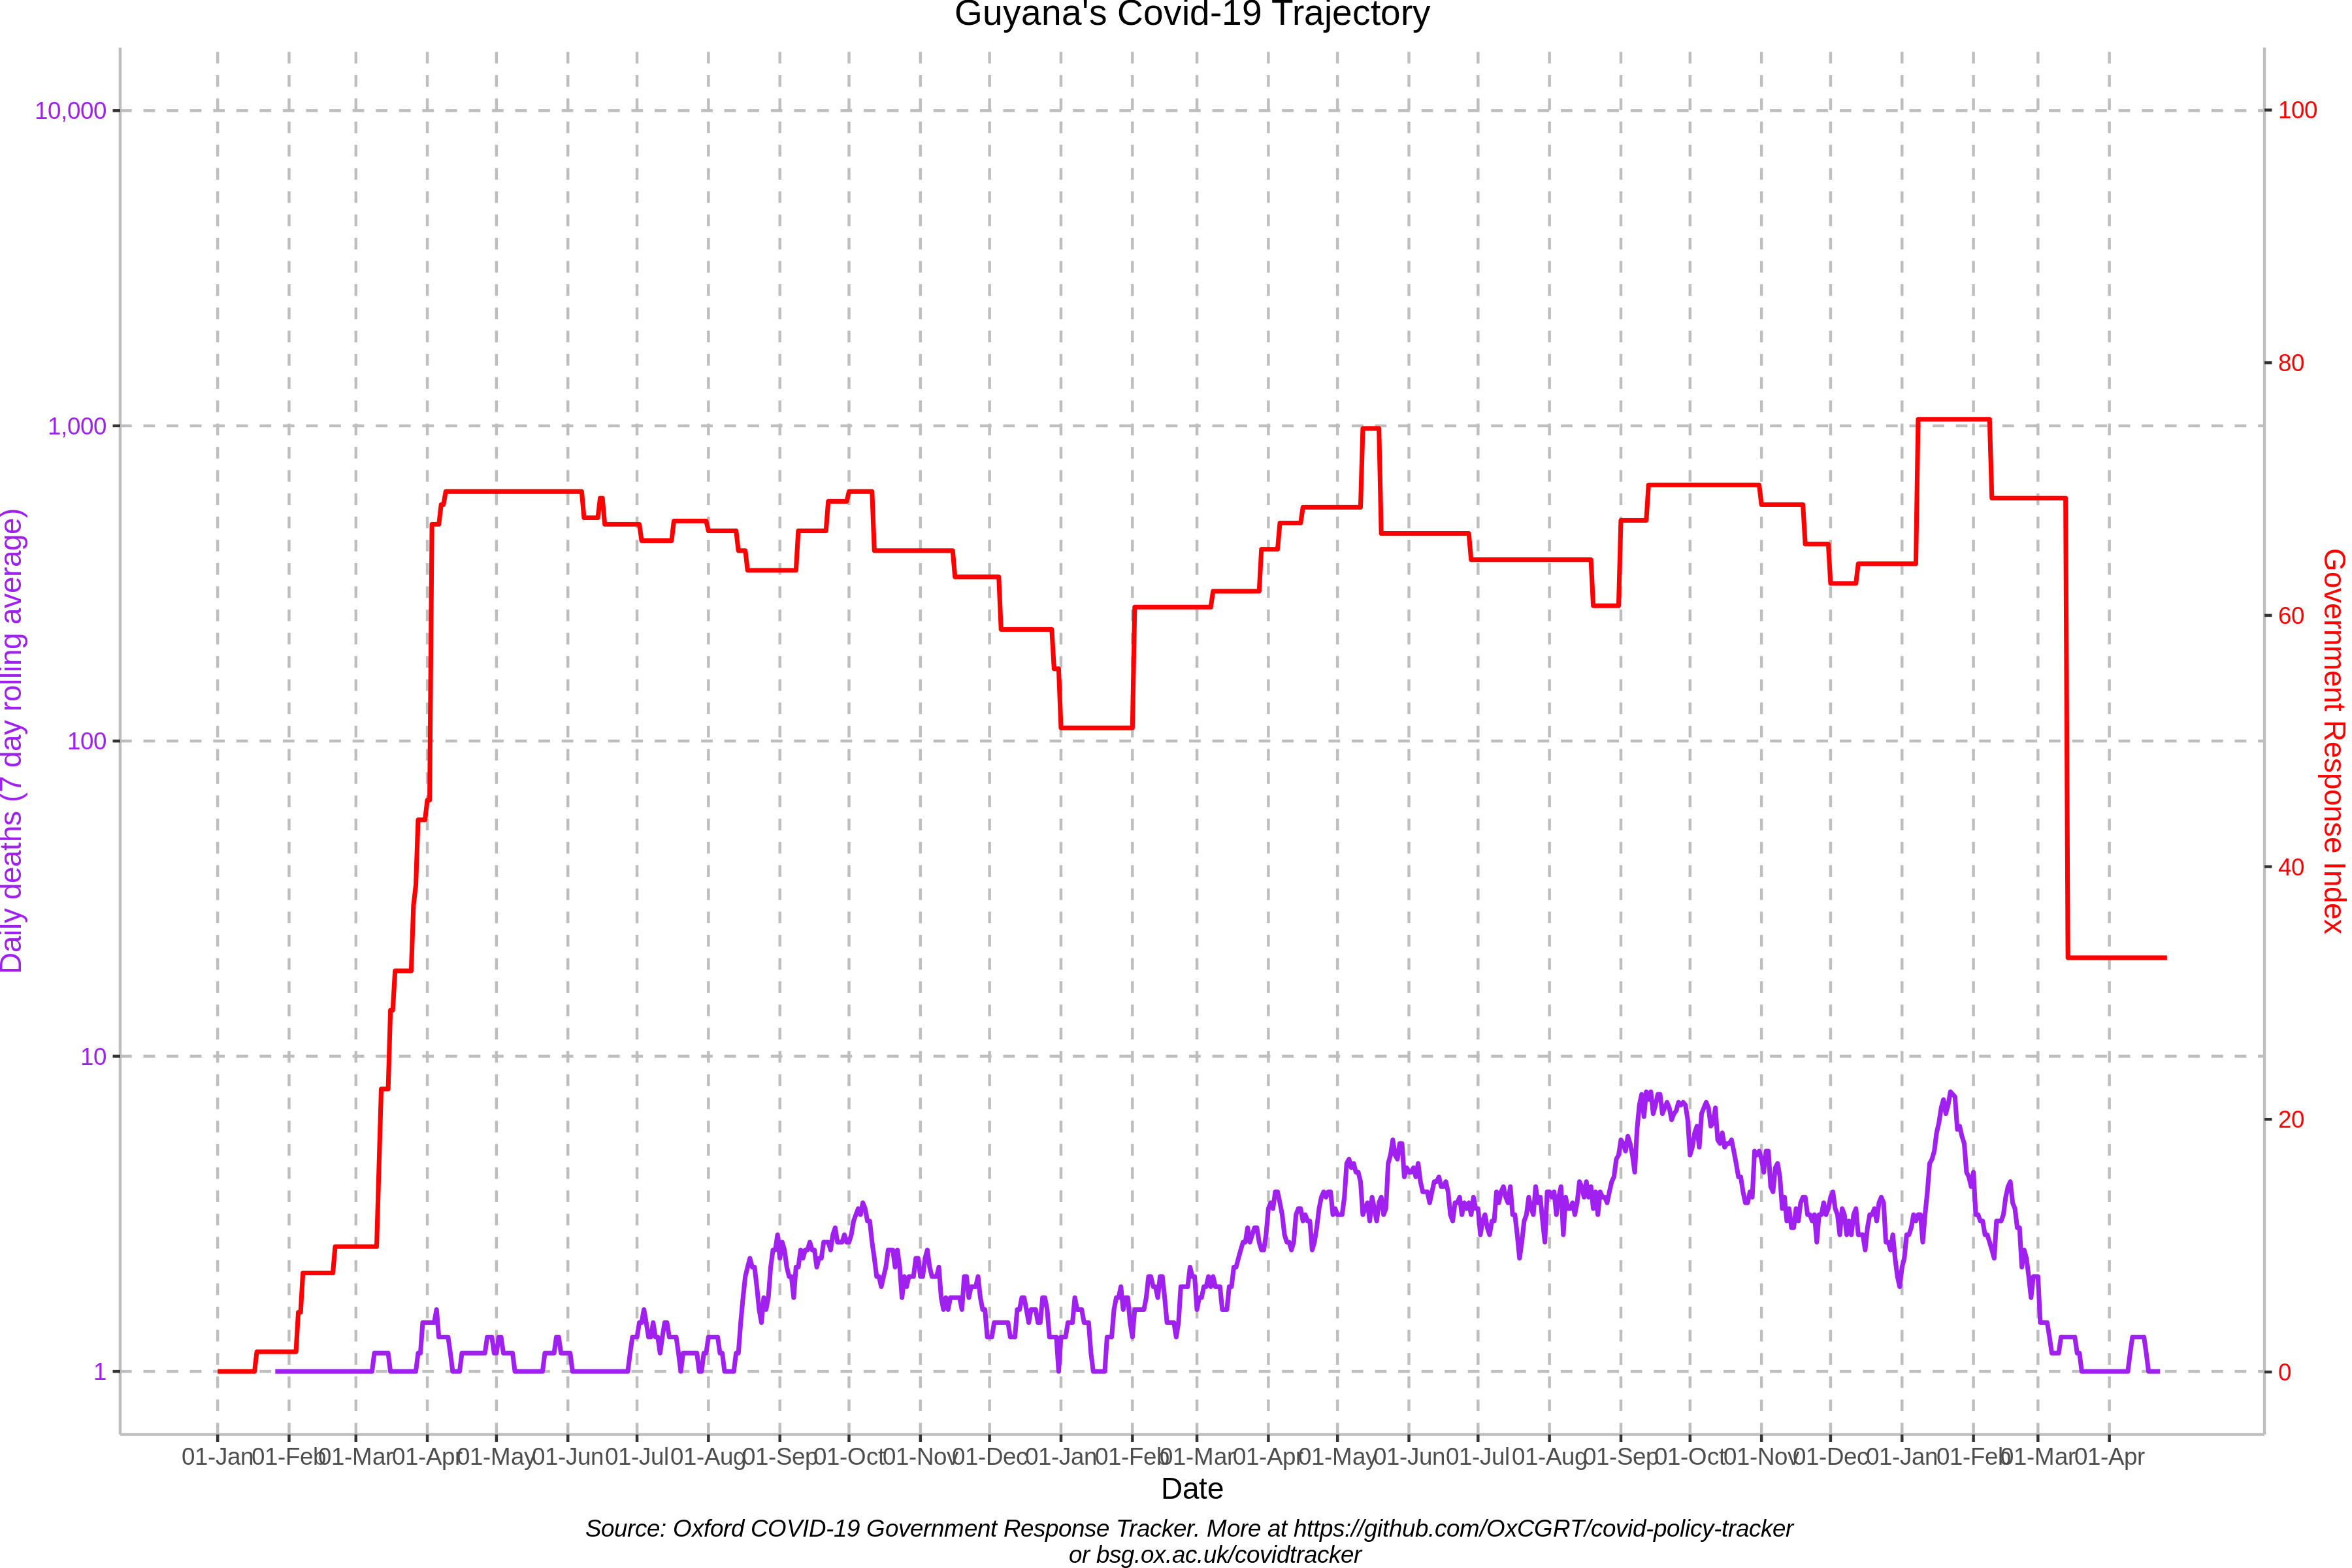 Guyana's Covid-19 Trajectory
10,000
1,000
100
10
1
Daily deaths (7 day rolling average)
100
80
60
40
20
0
Government Response Index
01-Jan 01-Feb 01-Mar 01-Apr 01-May 01-Jun 01-Jul 01-Aug 01-Sep 01-Oct 01-Nov 01-Dec 01-Jan 01-Feb 01-Mar 01-Apr 01-May 01-Jun 01-Jul 01-Aug 01-Sep 01-Oct 01-Nov 01-Dec 01-Jan 01-Feb 01-Mar 01-Apr
Date
Source: Oxford COVID-19 Government Response Tracker. More at https://github.com/OxCGRT/covid-policy-tracker
or bsg.ox.ac.uk/covidtracker